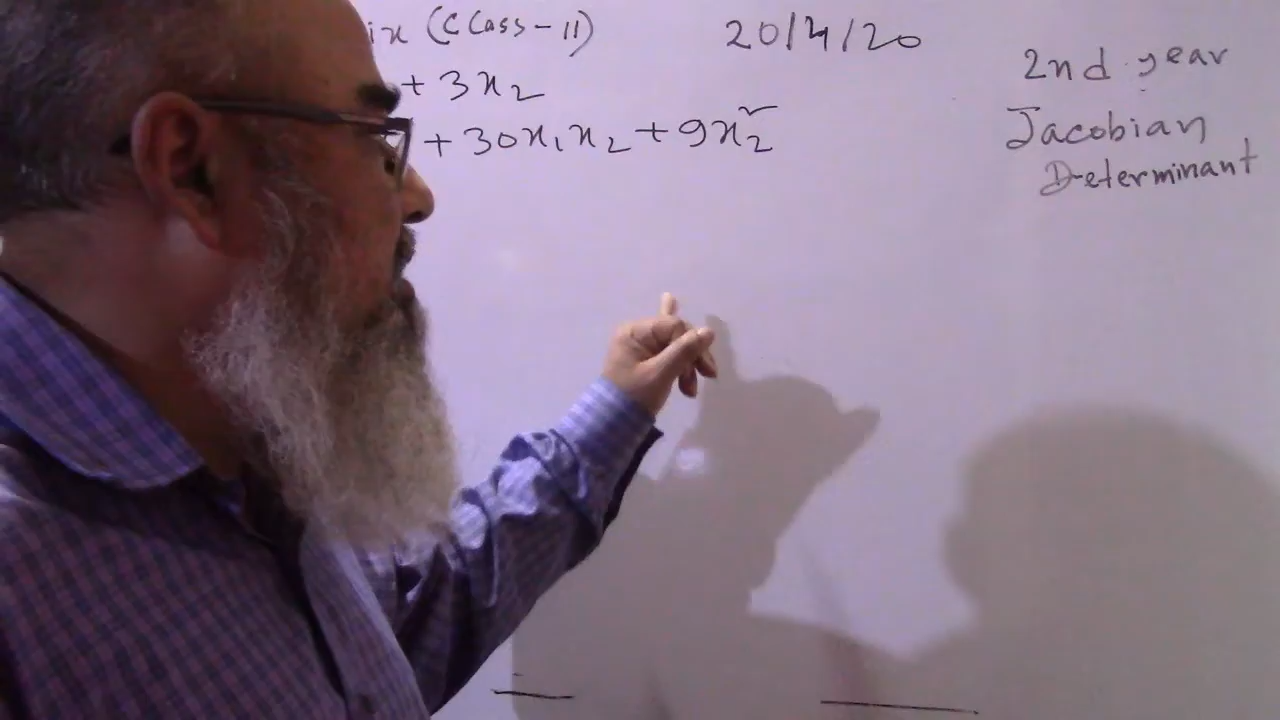 ix (Class-11) 20/4/20
+ 3x₂
+ 30x₁x₂ + 9x₂²
2nd year
Jacobian
Determinant